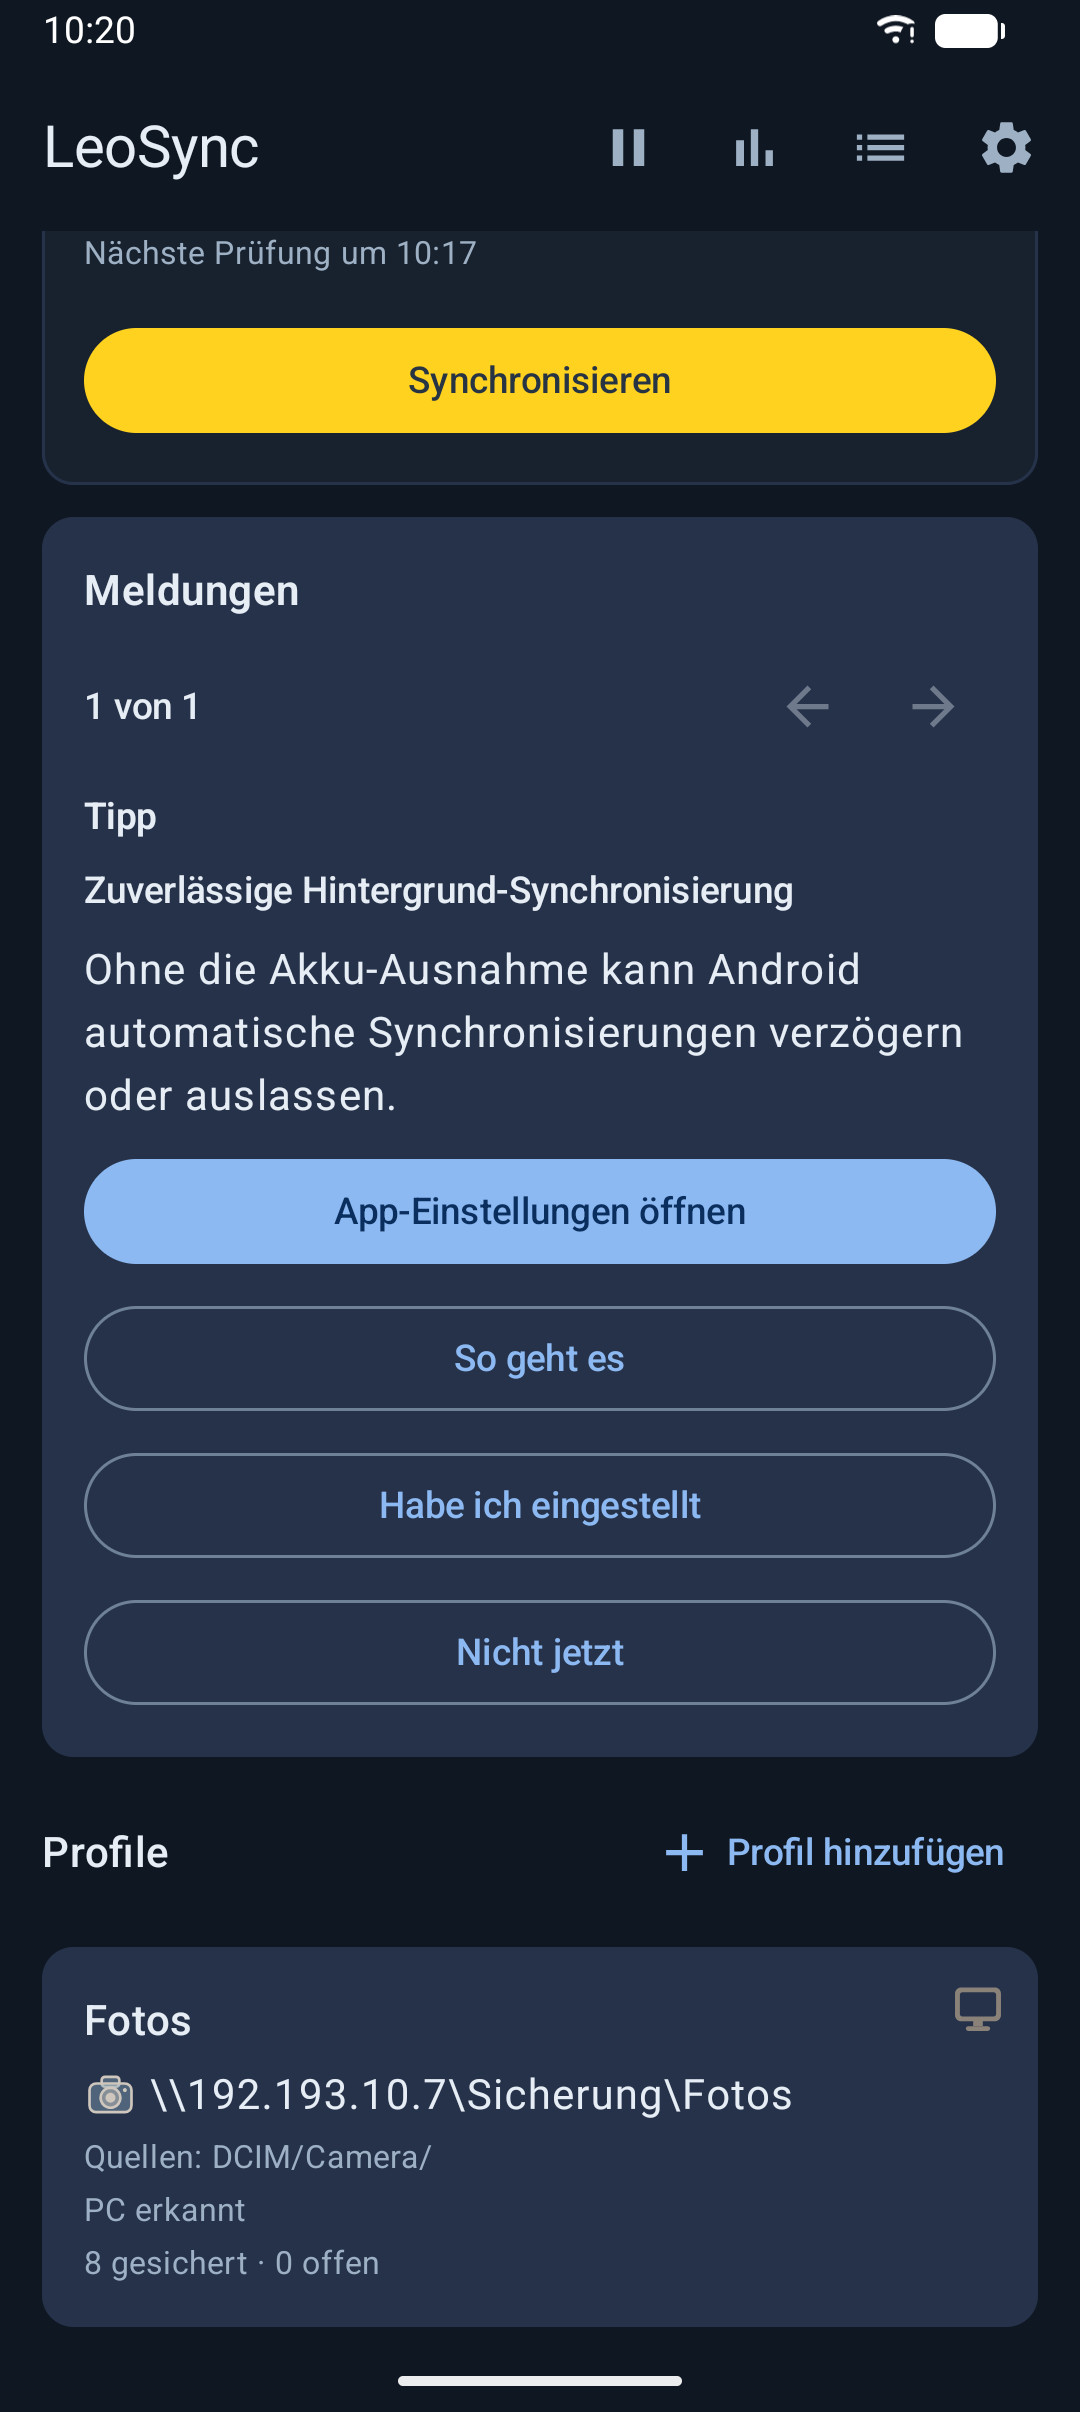 10:20
LeoSync
Nächste Prüfung um 10:17
Synchronisieren
Meldungen
1 von 1
Tipp
Zuverlässige Hintergrund-Synchronisierung
Ohne die Akku-Ausnahme kann Android
automatische Synchronisierungen verzögern
oder auslassen.
App-Einstellungen öffnen
So geht es
Habe ich eingestellt
Nicht jetzt
Profile
Profil hinzufügen
Fotos
\\192.193.10.7\Sicherung\Fotos
Quellen: DCIM/Camera/
PC erkannt
8 gesichert · 0 offen